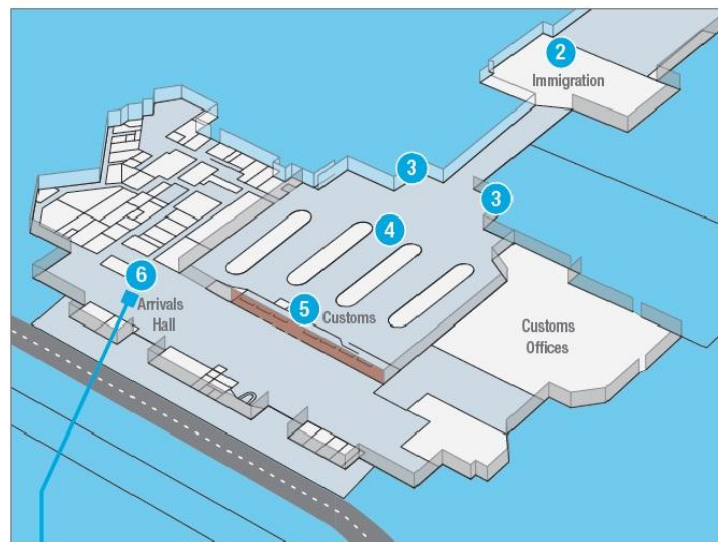 2
Immigration
3
3
4
6
Arrivals
Hall
5
Customs
Customs
Offices